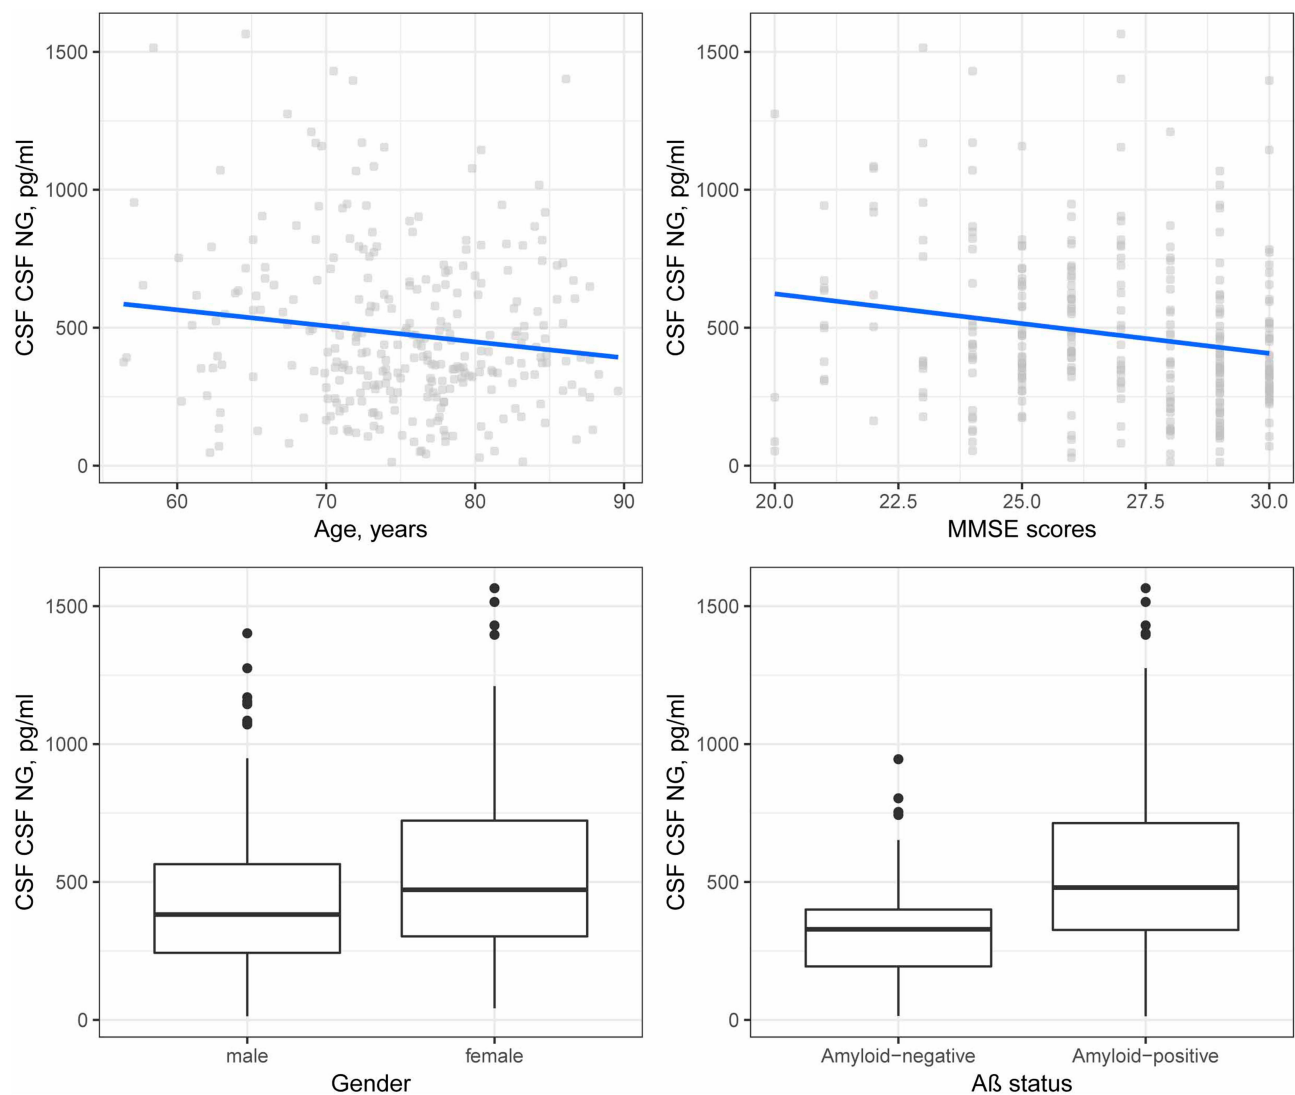 CSF CSF NG, pg/ml
1500
1000
500
0
60 70 80 90
Age, years
CSF CSF NG, pg/ml
1500
1000
500
0
20.0 22.5 25.0 27.5 30.0
MMSE scores
CSF CSF NG, pg/ml
1500
1000
500
0
male female
Gender
CSF CSF NG, pg/ml
1500
1000
500
0
Amyloid−negative Amyloid−positive
Aß status